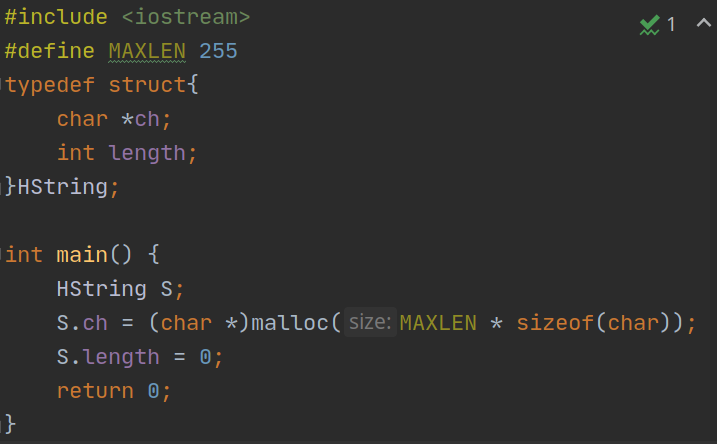 #include <iostream>
#define MAXLEN 255
typedef struct{
    char *ch;
    int length;
}HString;

int main() {
    HString S;
    S.ch = (char *)malloc( size: MAXLEN * sizeof(char));
    S.length = 0;
    return 0;
}
1